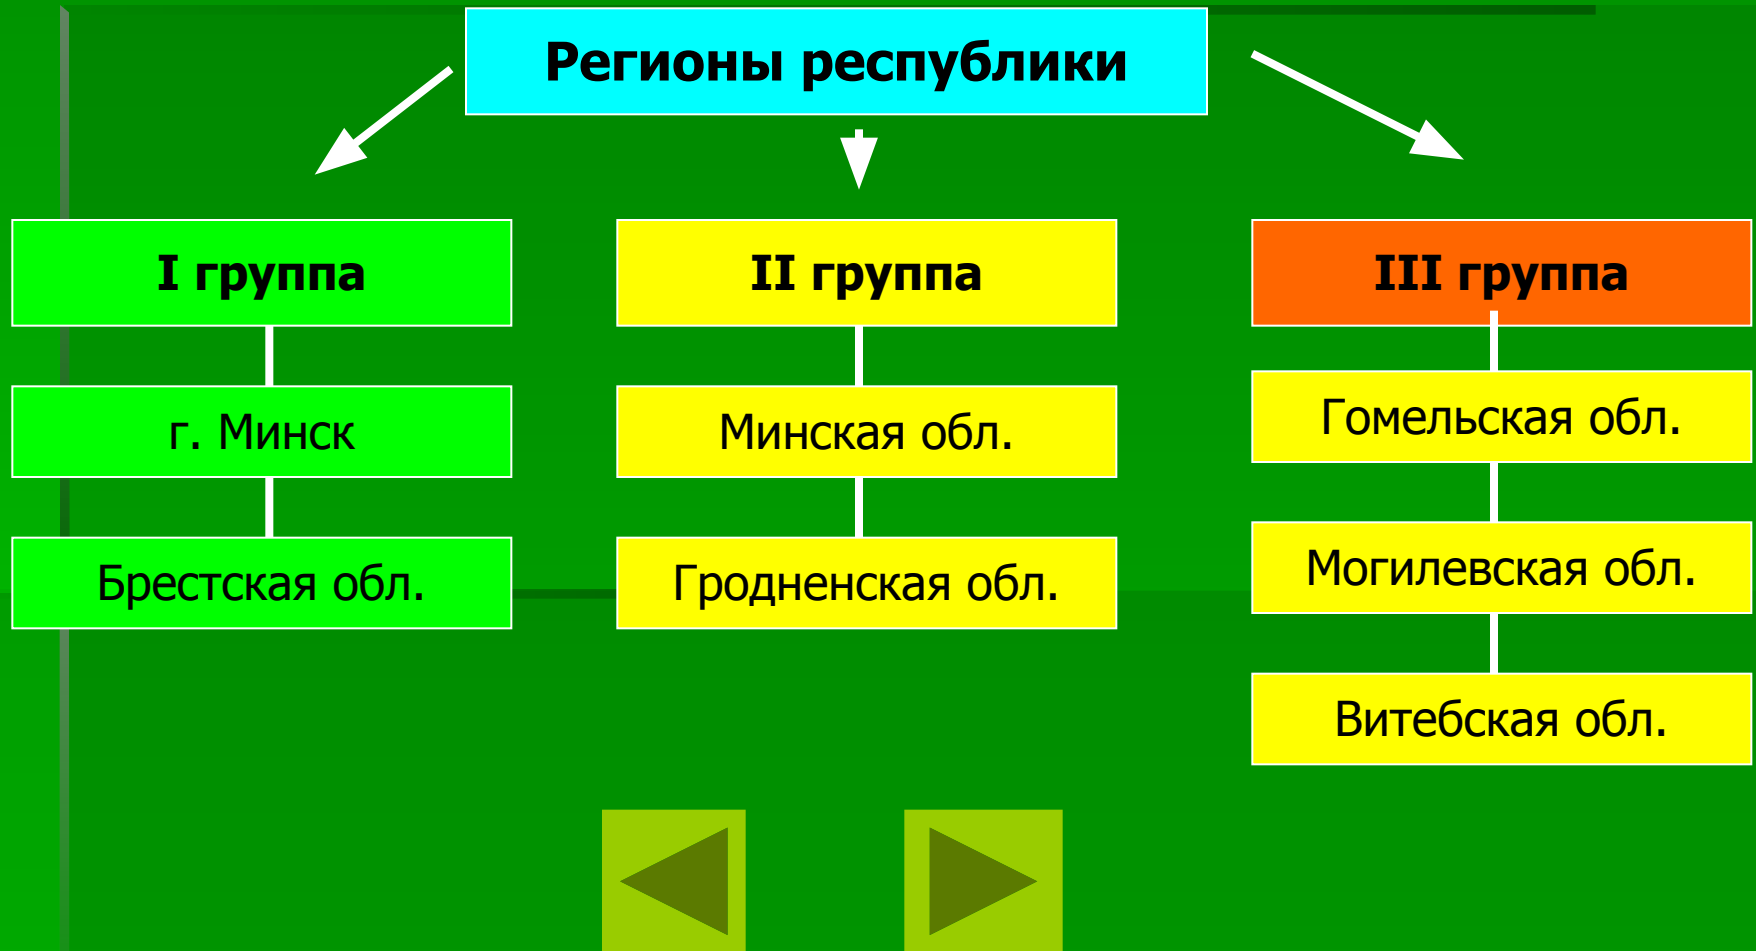 Регионы республики
I группа
г. Минск
Брестская обл.
II группа
Минская обл.
Гродненская обл.
III группа
Гомельская обл.
Могилевская обл.
Витебская обл.